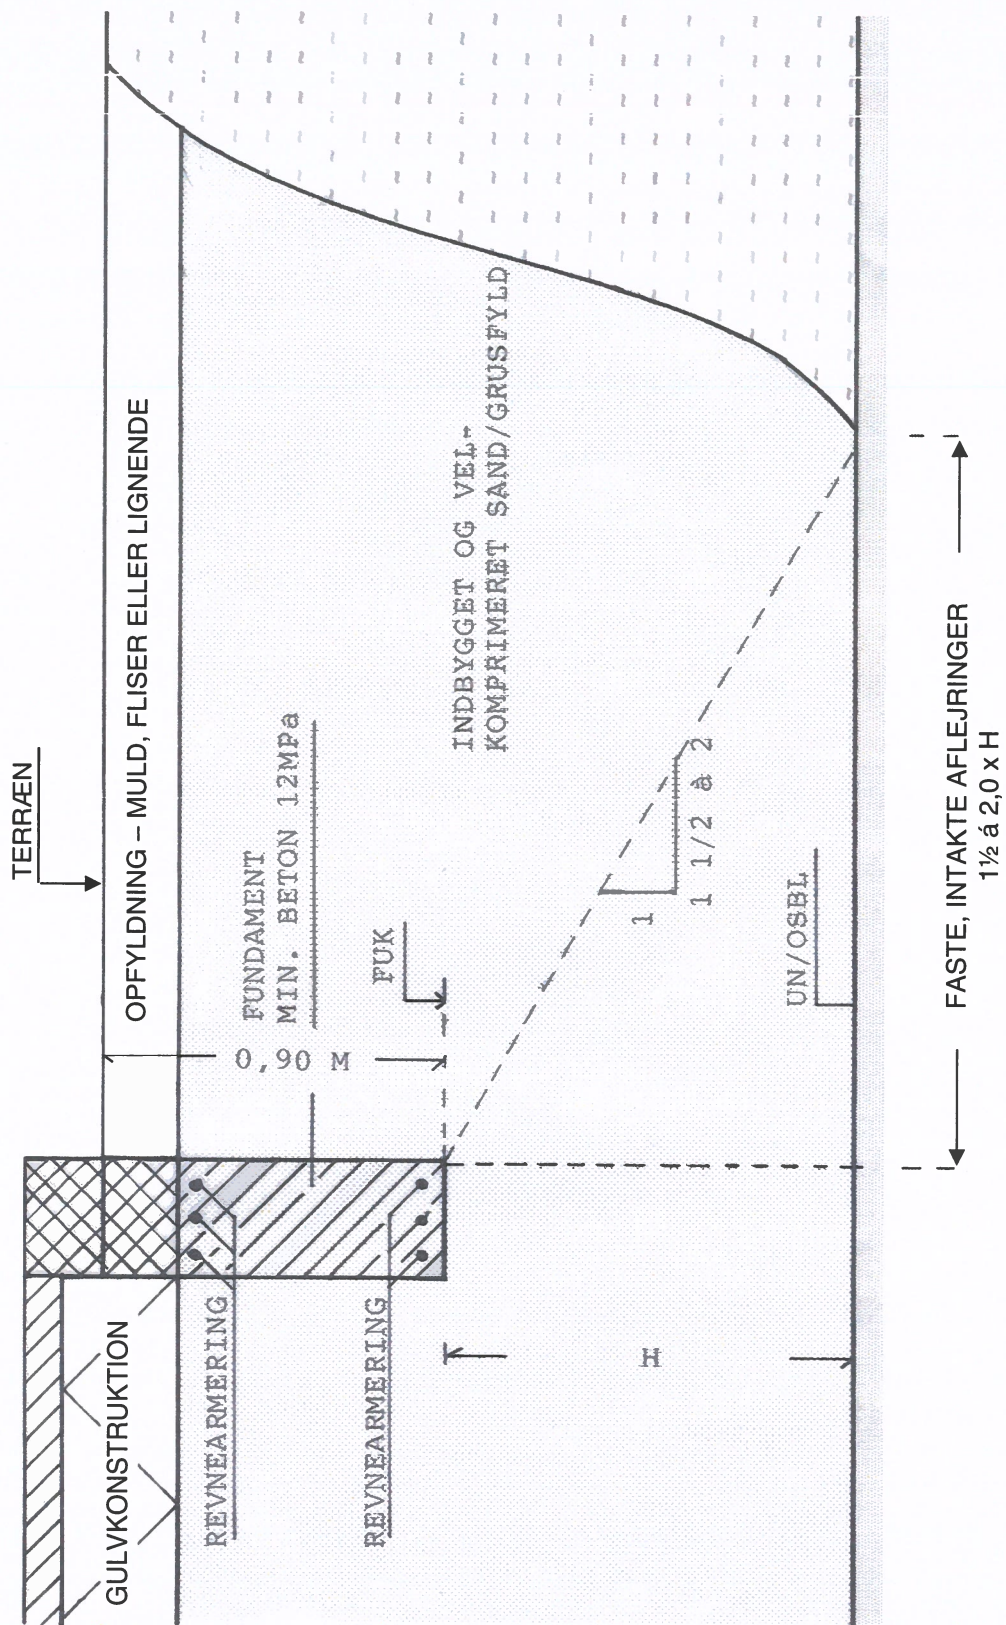 TERRÆN
OPFYLDNING – MULD, FLISER ELLER LIGNENDE
GULVKONSTRUKTION
REVNEARMERING
FUNDAMENT
MIN. BETON 12MPa
0,90 M
REVNEARMERING
FUK
INDBYGGET OG VEL-
KOMPRIMERET SAND/GRUSFYLD
H
1
1 1/2 à 2
UN/OSBL
FASTE, INTAKTE AFLEJRINGER
1½ á 2,0 x H